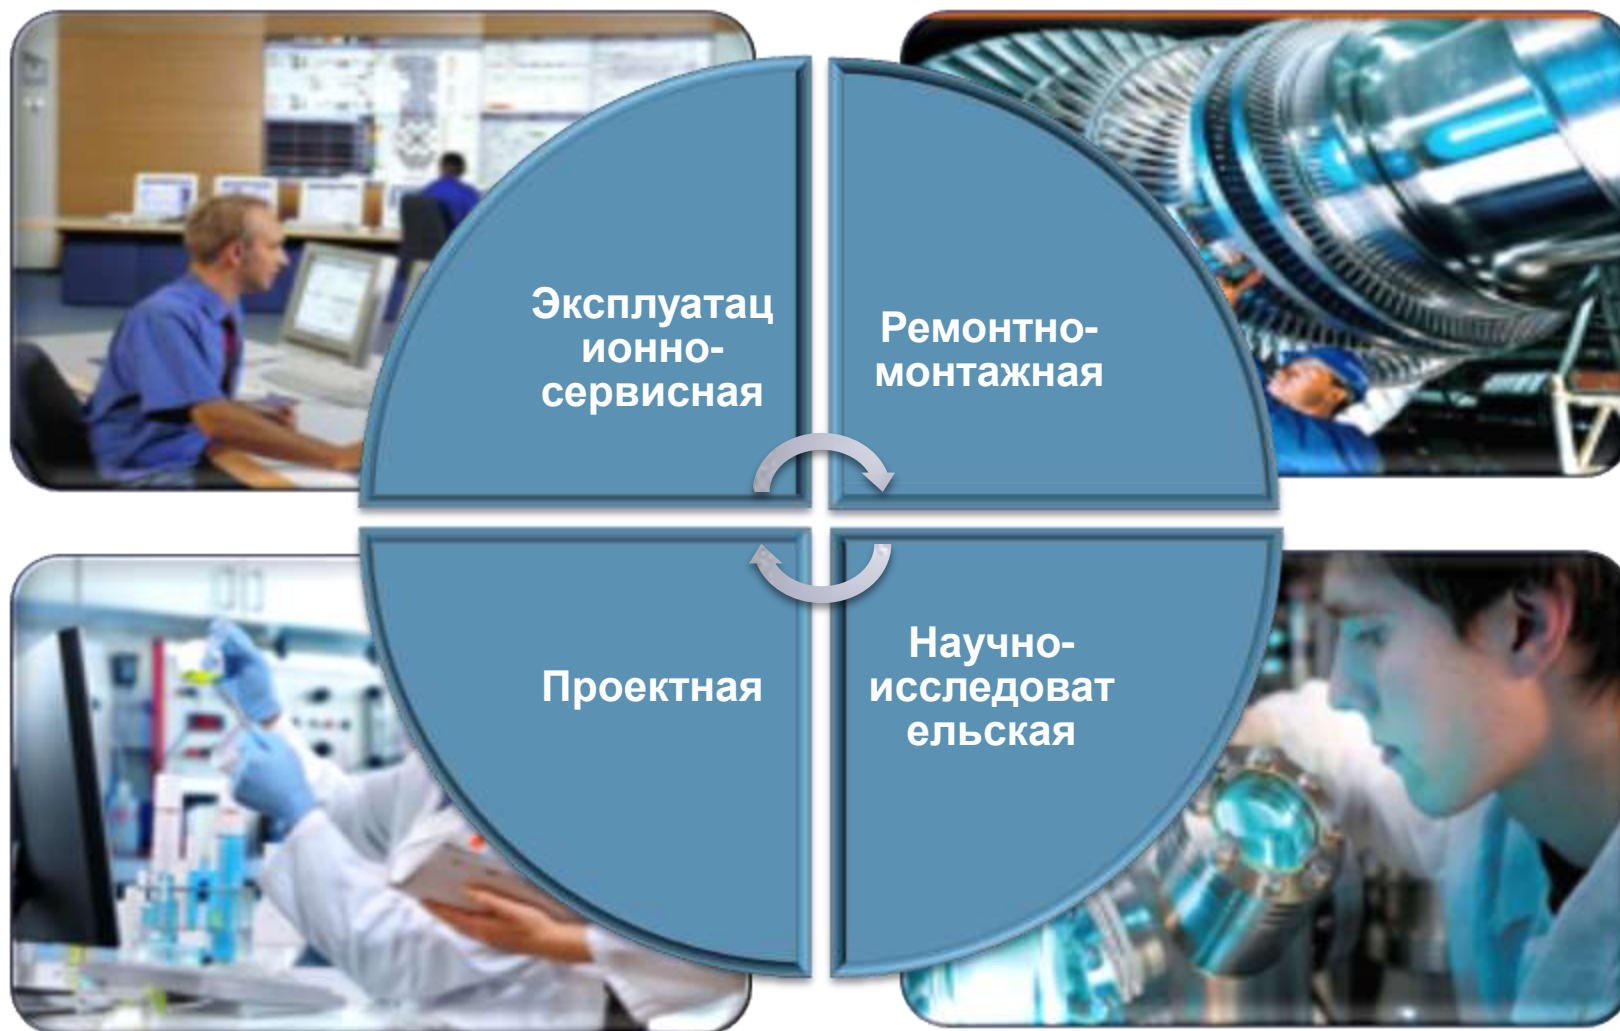 Эксплуатац
ионно-
сервисная
Ремонтно-
монтажная
Проектная
Научно-
исследоват
ельская